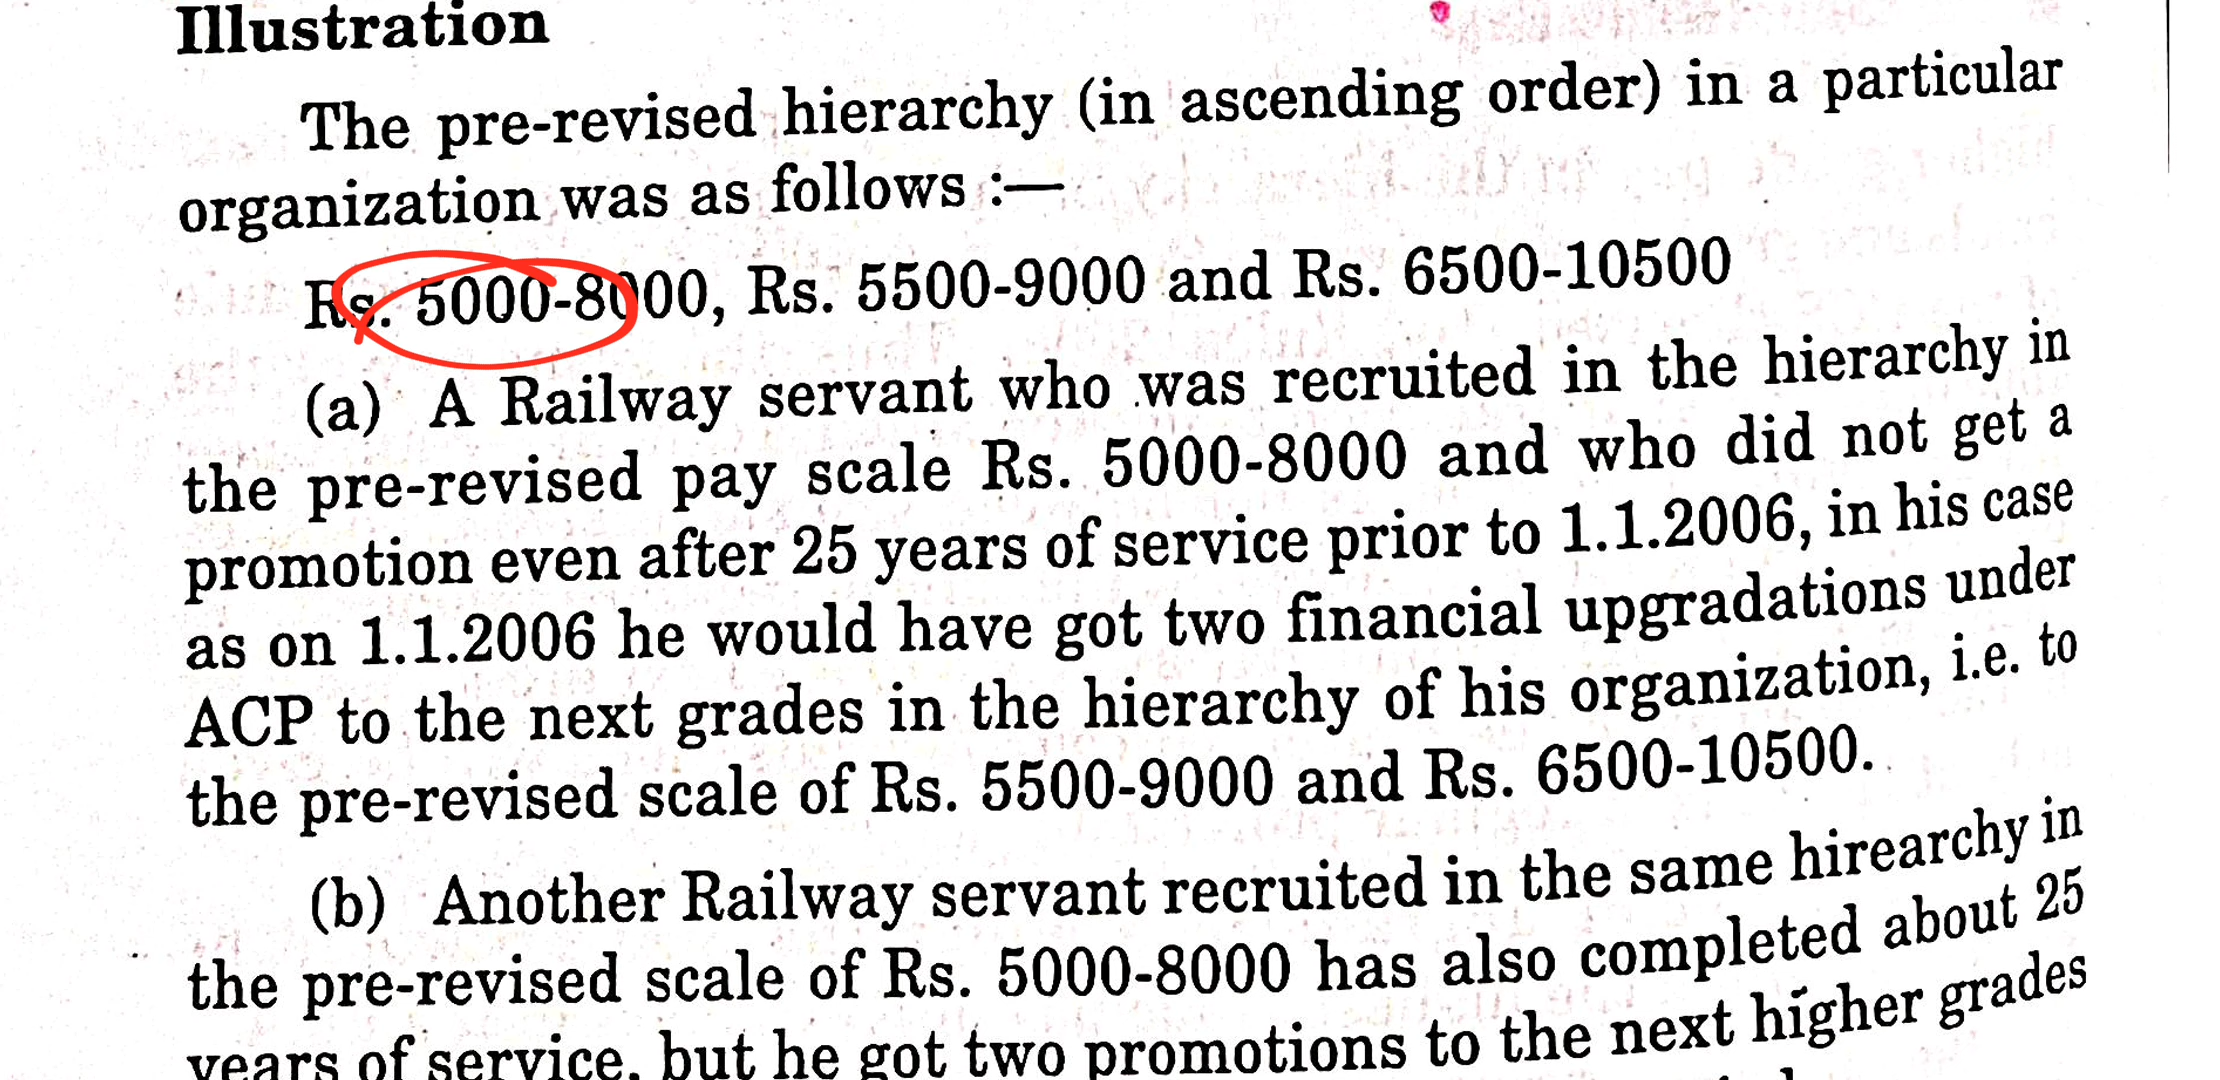 Illustration
The pre-revised hierarchy (in ascending order) in a particular
organization was as follows :—
Rs. 5000-8000, Rs. 5500-9000 and Rs. 6500-10500
(a) A Railway servant who was recruited in the hierarchy in
the pre-revised pay scale Rs. 5000-8000 and who did not get a
promotion even after 25 years of service prior to 1.1.2006, in his case
as on 1.1.2006 he would have got two financial upgradations under
ACP to the next grades in the hierarchy of his organization, i.e. to
the pre-revised scale of Rs. 5500-9000 and Rs. 6500-10500.
(b) Another Railway servant recruited in the same hirearchy in
the pre-revised scale of Rs. 5000-8000 has also completed about 25
years of service, but he got two promotions to the next higher grades